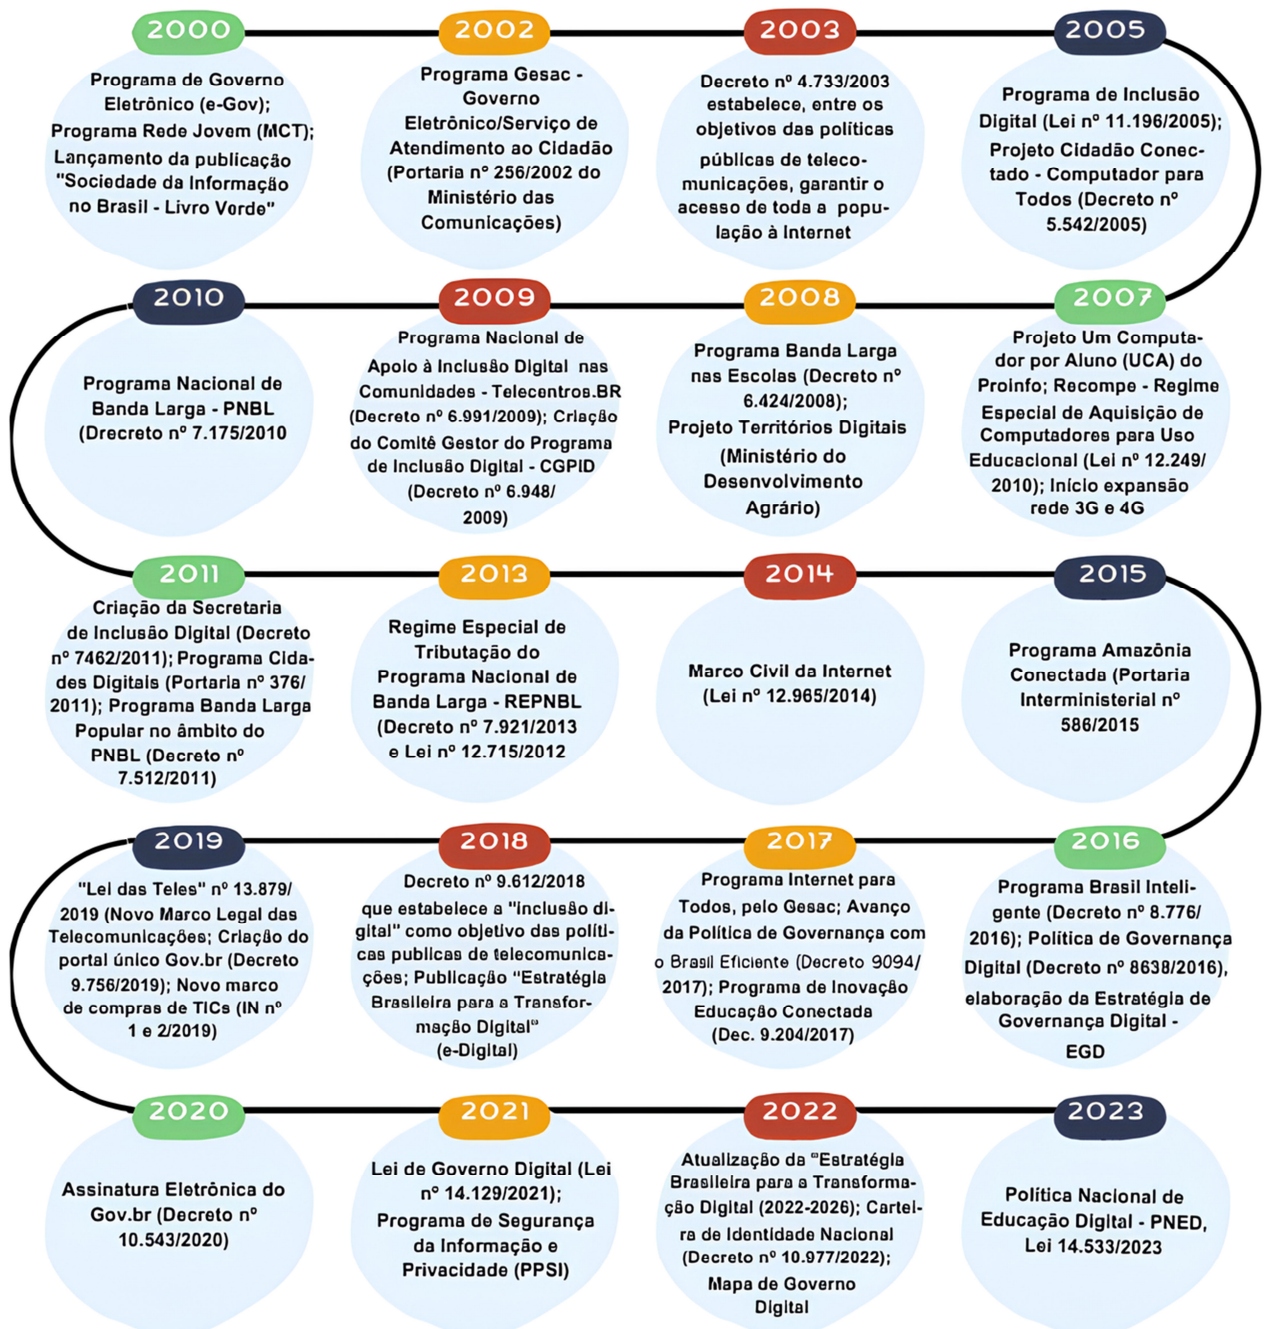 2000
Programa de Governo
Eletrônico (e-Gov);
Programa Rede Jovem (MCT);
Lançamento da publicação
"Sociedade da Informação
no Brasil - Livro Verde"
2002
Programa Gesac -
Governo
Eletrônico/Serviço de
Atendimento ao Cidadão
(Portaria nº 256/2002 do
Ministério das
Comunicações)
2003
Decreto nº 4.733/2003
estabelece, entre os
objetivos das políticas
públicas de teleco-
municações, garantir o
acesso de toda a popu-
lação à Internet
2005
Programa de Inclusão
Digital (Lei nº 11.196/2005);
Projeto Cidadão Conec-
tado - Computador para
Todos (Decreto nº
5.542/2005)
2007
Projeto Um Computa-
dor por Aluno (UCA) do
Proinfo; Recompe - Regime
Especial de Aquisição de
Computadores para Uso
Educacional (Lei nº 12.249/
2010); Início expansão
rede 3G e 4G
2008
Programa Banda Larga
nas Escolas (Decreto nº
6.424/2008);
Projeto Territórios Digitais
(Ministério do
Desenvolvimento
Agrário)
2009
Programa Nacional de
Apoio à Inclusão Digital nas
Comunidades - Telecentros.BR
(Decreto nº 6.991/2009); Criação
do Comitê Gestor do Programa
de Inclusão Digital - CGPID
(Decreto nº 6.948/
2009)
2010
Programa Nacional de
Banda Larga - PNBL
(Drecreto nº 7.175/2010
2011
Criação da Secretaria
de Inclusão Digital (Decreto
nº 7462/2011); Programa Cida-
des Digitais (Portaria nº 376/
2011); Programa Banda Larga
Popular no âmbito do
PNBL (Decreto nº
7.512/2011)
2013
Regime Especial de
Tributação do
Programa Nacional de
Banda Larga - REPNBL
(Decreto nº 7.921/2013
e Lei nº 12.715/2012
2014
Marco Civil da Internet
(Lei nº 12.965/2014)
2015
Programa Amazônia
Conectada (Portaria
Interministerial nº
586/2015
2016
Programa Brasil Inteli-
gente (Decreto nº 8.776/
2016); Política de Governança
Digital (Decreto nº 8638/2016),
elaboração da Estratégia de
Governança Digital -
EGD
2017
Programa Internet para
Todos, pelo Gesac; Avanço
da Política de Governança com
o Brasil Eficiente (Decreto 9094/
2017); Programa de Inovação
Educação Conectada
(Dec. 9.204/2017)
2018
Decreto nº 9.612/2018
que estabelece a "inclusão di-
gital" como objetivo das políti-
cas publicas de telecomunica-
ções; Publicação "Estratégia
Brasileira para a Transfor-
mação Digital"
(e-Digital)
2019
"Lei das Teles" nº 13.879/
2019 (Novo Marco Legal das
Telecomunicações; Criação do
portal único Gov.br (Decreto
9.756/2019); Novo marco
de compras de TICs (IN nº
1 e 2/2019)
2020
Assinatura Eletrônica do
Gov.br (Decreto nº
10.543/2020)
2021
Lei de Governo Digital (Lei
nº 14.129/2021);
Programa de Segurança
da Informação e
Privacidade (PPSI)
2022
Atualização da "Estratégia
Brasileira para a Transforma-
ção Digital (2022-2026); Cartei-
ra de Identidade Nacional
(Decreto nº 10.977/2022);
Mapa de Governo
Digital
2023
Política Nacional de
Educação Digital - PNED,
Lei 14.533/2023